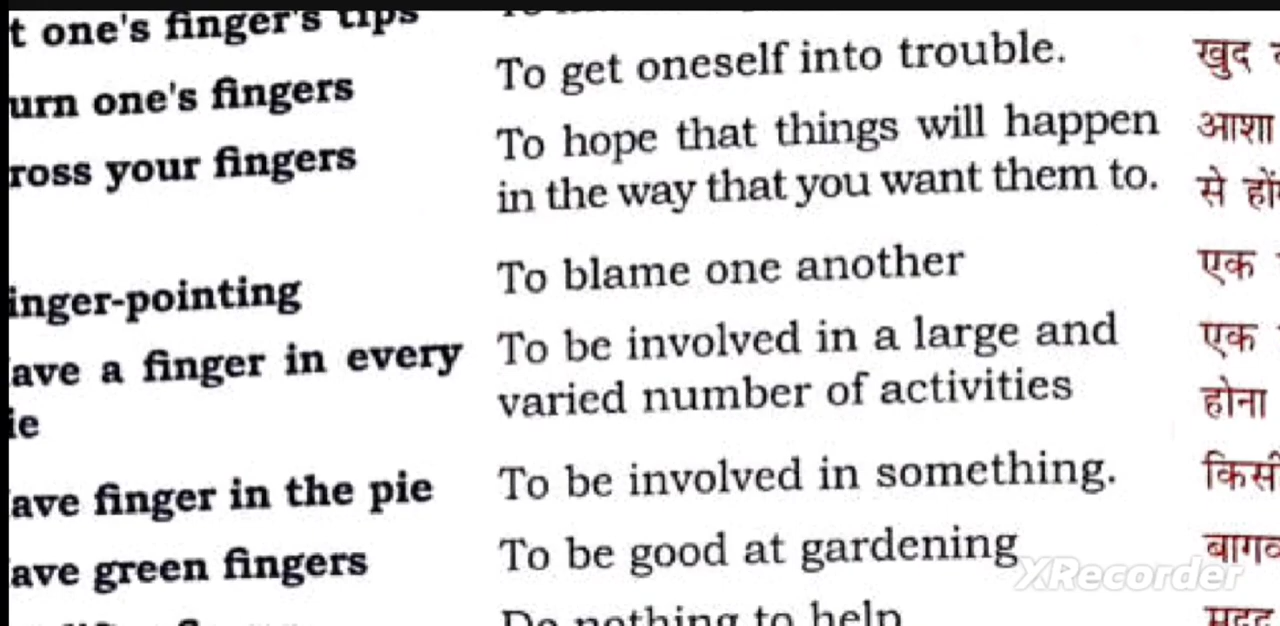 t one's finger's tips
To get oneself into trouble. खुद
urn one's fingers
To hope that things will happen आशा
ross your fingers
in the way that you want them to. से
To blame one another एक
inger-pointing
To be involved in a large and एक
ave a finger in every
varied number of activities होना
ie
To be involved in something. किसी
ave finger in the pie
To be good at gardening
ave green fingers
XRecorder
Do nothing to help मदद